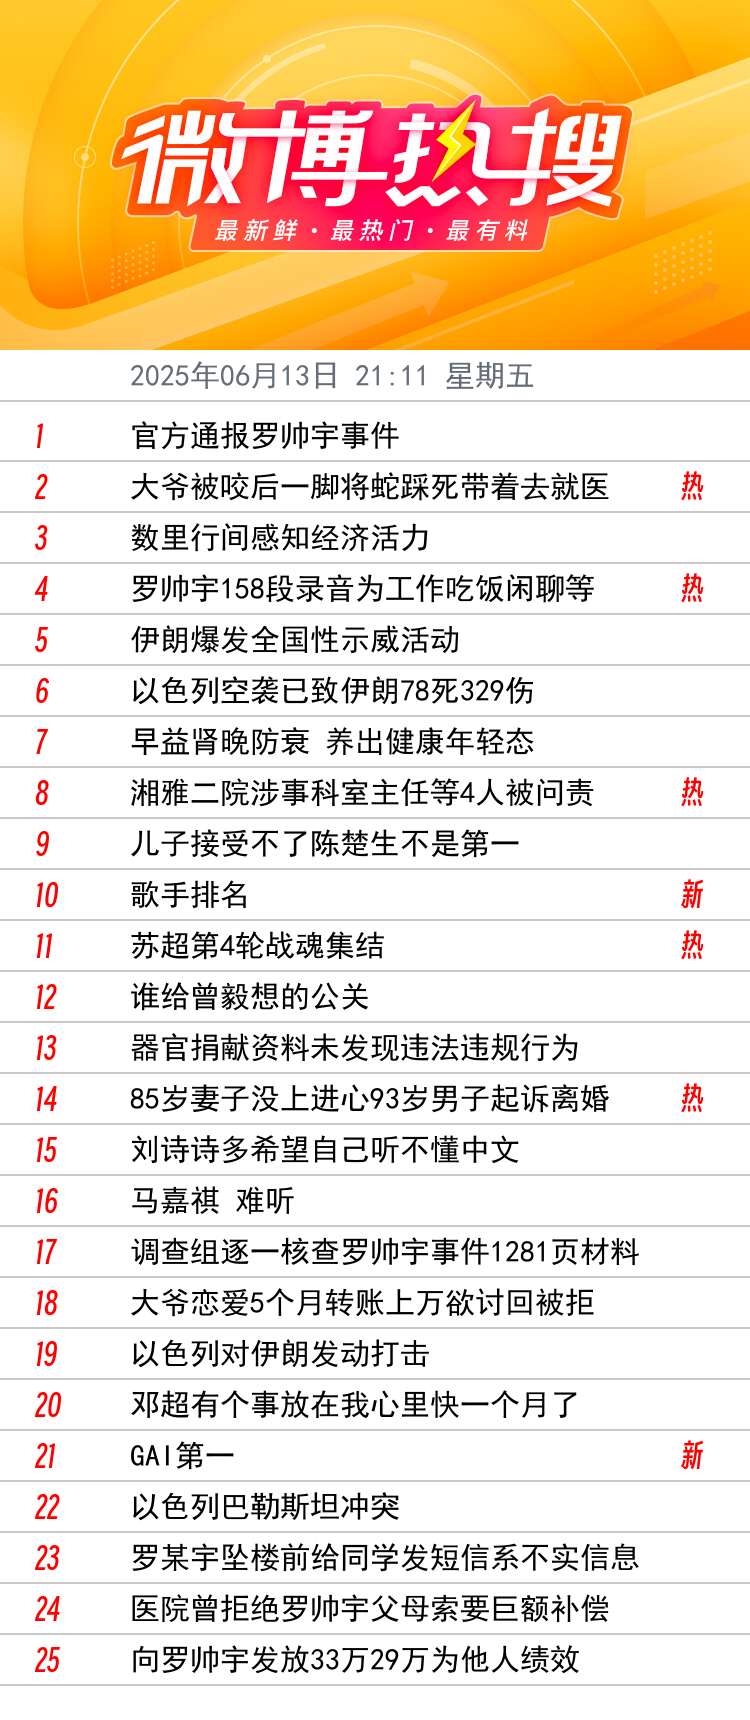 微博热搜
最新鲜·最热门·最有料
2025年06月13日 21:11 星期五
1 官方通报罗帅宇事件
2 大爷被咬后一脚将蛇踩死带着去就医 热
3 数里行间感知经济活力
4 罗帅宇158段录音为工作吃饭闲聊等 热
5 伊朗爆发全国性示威活动
6 以色列空袭已致伊朗78死329伤
7 早益肾晚防衰 养出健康年轻态
8 湘雅二院涉事科室主任等4人被问责 热
9 儿子接受不了陈楚生不是第一
10 歌手排名 新
11 苏超第4轮战魂集结 热
12 谁给曾毅想的公关
13 器官捐献资料未发现违法违规行为
14 85岁妻子没上进心93岁男子起诉离婚 热
15 刘诗诗多希望自己听不懂中文
16 马嘉祺 难听
17 调查组逐一核查罗帅宇事件1281页材料
18 大爷恋爱5个月转账上万欲讨回被拒
19 以色列对伊朗发动打击
20 邓超有个事放在我心里快一个月了
21 GAI第一 新
22 以色列巴勒斯坦冲突
23 罗某宇坠楼前给同学发短信系不实信息
24 医院曾拒绝罗帅宇父母索要巨额补偿
25 向罗帅宇发放33万29万为他人绩效